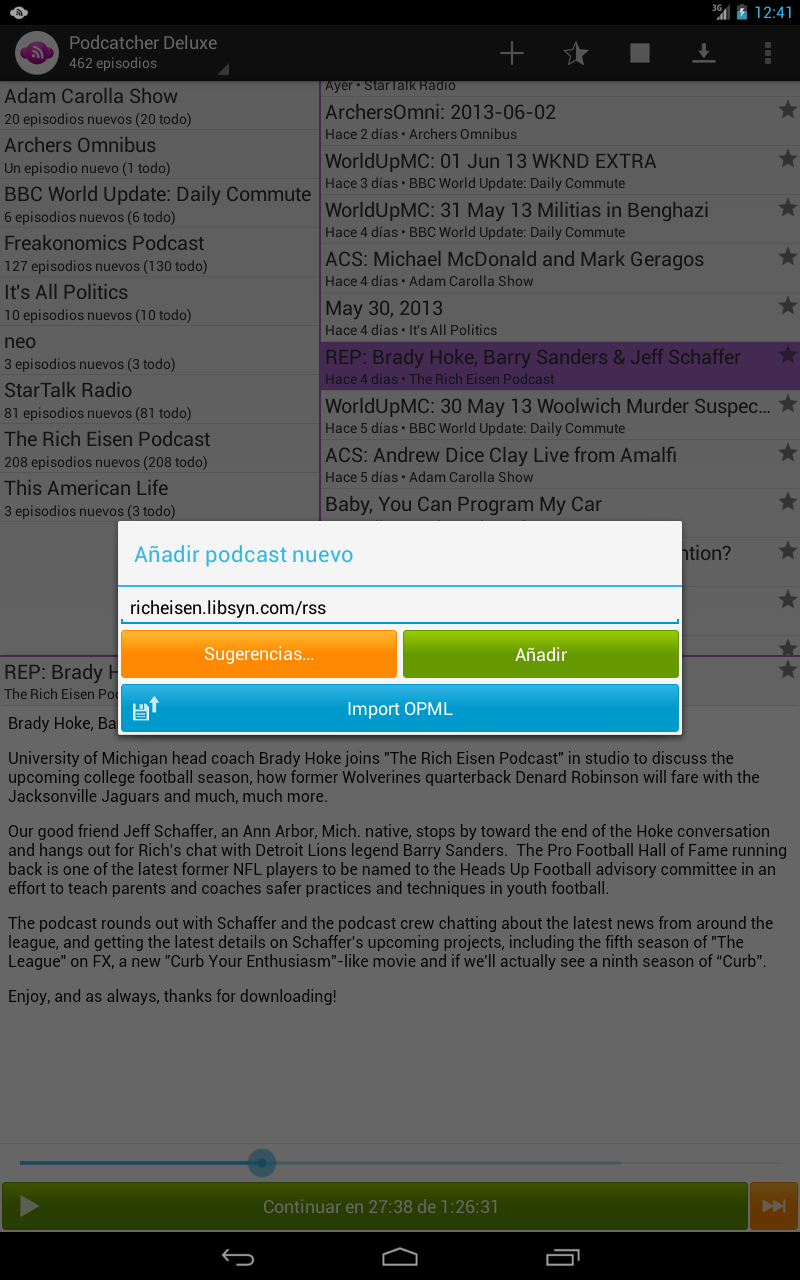 3G 12:41
Podcatcher Deluxe
462 episodios
Adam Carolla Show
20 episodios nuevos (20 todo)
Archers Omnibus
Un episodio nuevo (1 todo)
BBC World Update: Daily Commute
6 episodios nuevos (6 todo)
Freakonomics Podcast
127 episodios nuevos (130 todo)
It's All Politics
10 episodios nuevos (10 todo)
neo
3 episodios nuevos (3 todo)
StarTalk Radio
81 episodios nuevos (81 todo)
The Rich Eisen Podcast
208 episodios nuevos (208 todo)
This American Life
3 episodios nuevos (3 todo)
Ayer • StarTalk Radio
ArchersOmni: 2013-06-02
Hace 2 días • Archers Omnibus
WorldUpMC: 01 Jun 13 WKND EXTRA
Hace 3 días • BBC World Update: Daily Commute
WorldUpMC: 31 May 13 Militias in Benghazi
Hace 4 días • BBC World Update: Daily Commute
ACS: Michael McDonald and Mark Geragos
Hace 4 días • Adam Carolla Show
May 30, 2013
Hace 4 días • It's All Politics
REP: Brady Hoke, Barry Sanders & Jeff Schaffer
Hace 4 días • The Rich Eisen Podcast
WorldUpMC: 30 May 13 Woolwich Murder Suspec...
Hace 5 días • BBC World Update: Daily Commute
ACS: Andrew Dice Clay Live from Amalfi
Hace 5 días • Adam Carolla Show
Baby, You Can Program My Car
Añadir podcast nuevo
richeisen.libsyn.com/rss
Sugerencias...
Añadir
Import OPML
REP: Brady H
The Rich Eisen Po
Brady Hoke, Ba
University of Michigan head coach Brady Hoke joins "The Rich Eisen Podcast" in studio to discuss the
upcoming college football season, how former Wolverines quarterback Denard Robinson will fare with the
Jacksonville Jaguars and much, much more.
Our good friend Jeff Schaffer, an Ann Arbor, Mich. native, stops by toward the end of the Hoke conversation
and hangs out for Rich's chat with Detroit Lions legend Barry Sanders.  The Pro Football Hall of Fame running
back is one of the latest former NFL players to be named to the Heads Up Football advisory committee in an
effort to teach parents and coaches safer practices and techniques in youth football.
The podcast rounds out with Schaffer and the podcast crew chatting about the latest news from around the
league, and getting the latest details on Schaffer's upcoming projects, including the fifth season of "The
League" on FX, a new "Curb Your Enthusiasm"-like movie and if we'll actually see a ninth season of “Curb”.
Enjoy, and as always, thanks for downloading!
Continuar en 27:38 de 1:26:31